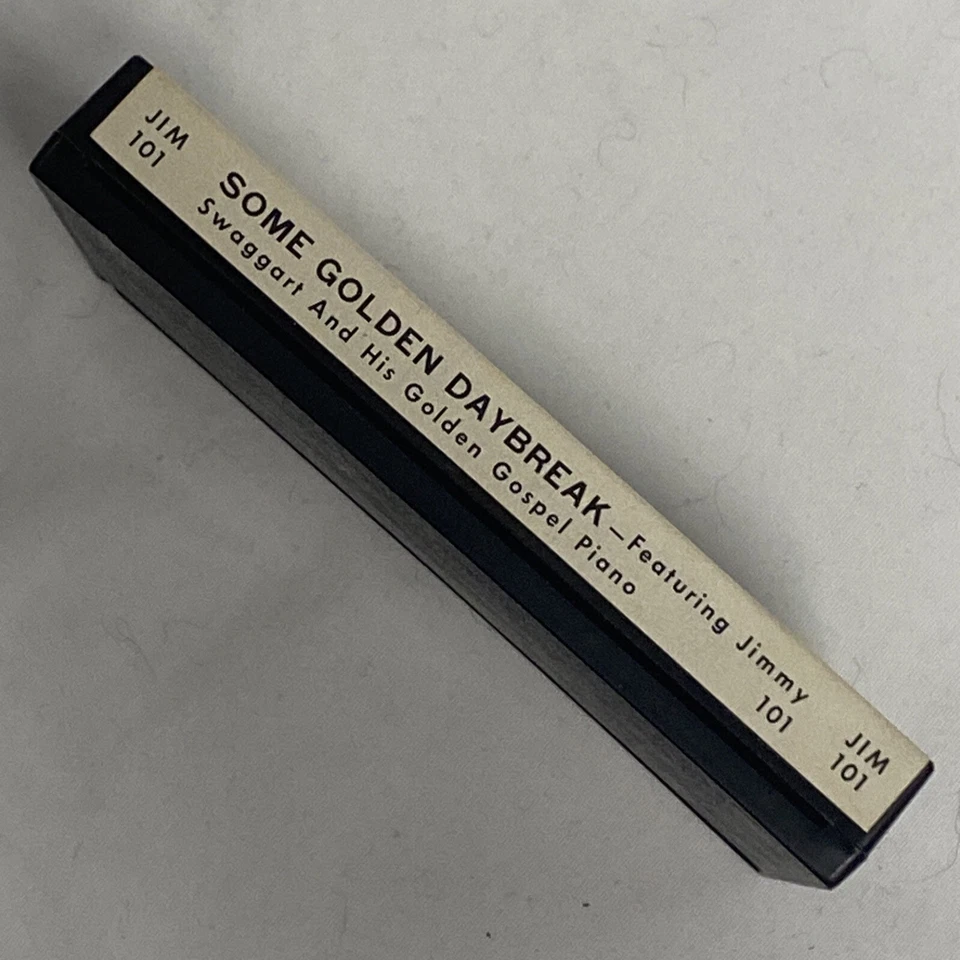 JIM
101
SOME GOLDEN DAYBREAK – Featuring Jimmy
Swaggart And His Golden Gospel Piano
101
JIM
101